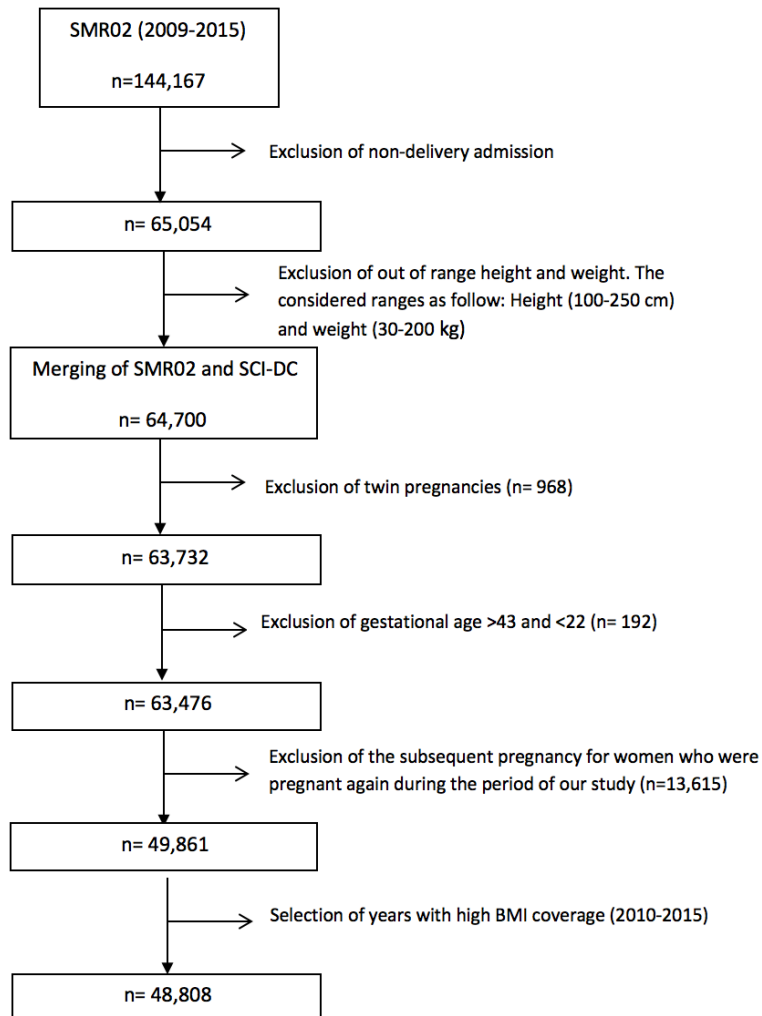 SMR02 (2009-2015)
n=144,167
Exclusion of non-delivery admission
n= 65,054
Exclusion of out of range height and weight. The
considered ranges as follow: Height (100-250 cm)
and weight (30-200 kg)
Merging of SMR02 and SCI-DC
n= 64,700
Exclusion of twin pregnancies (n= 968)
n= 63,732
Exclusion of gestational age >43 and <22 (n= 192)
n= 63,476
Exclusion of the subsequent pregnancy for women who were
pregnant again during the period of our study (n=13,615)
n= 49,861
Selection of years with high BMI coverage (2010-2015)
n= 48,808